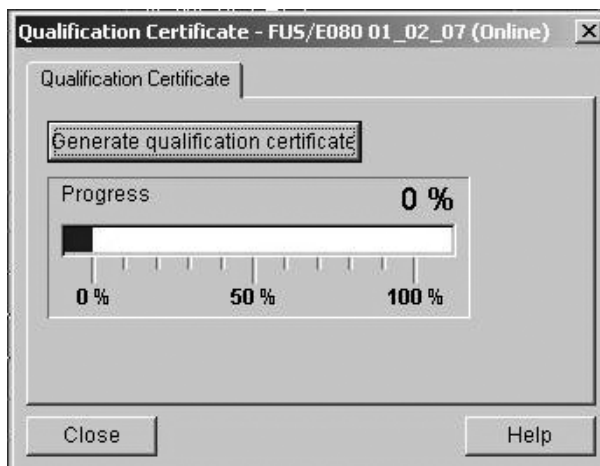 Qualification Certificate - FUS/E080 01_02_07 (Online)
Qualification Certificate
Generate qualification certificate
Progress 0 %
0 % 50 % 100 %
Close Help